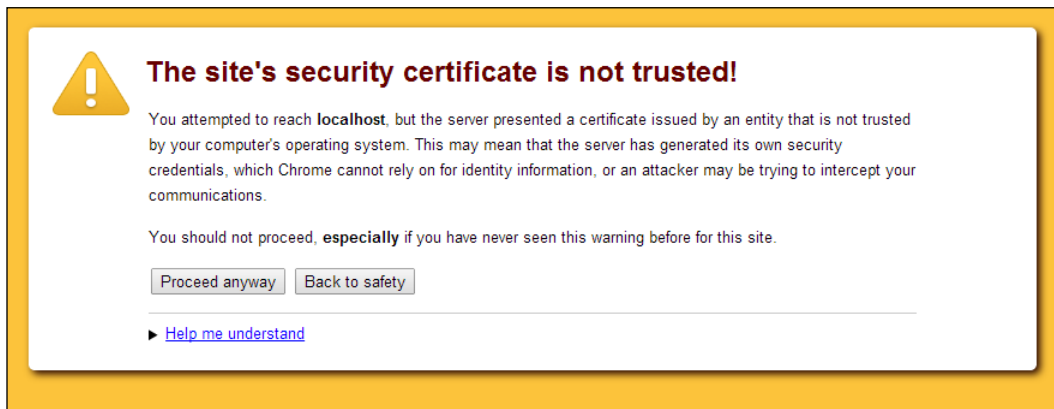 The site's security certificate is not trusted!
You attempted to reach localhost, but the server presented a certificate issued by an entity that is not trusted
by your computer's operating system. This may mean that the server has generated its own security
credentials, which Chrome cannot rely on for identity information, or an attacker may be trying to intercept your
communications.
You should not proceed, especially if you have never seen this warning before for this site.
Proceed anyway Back to safety
Help me understand